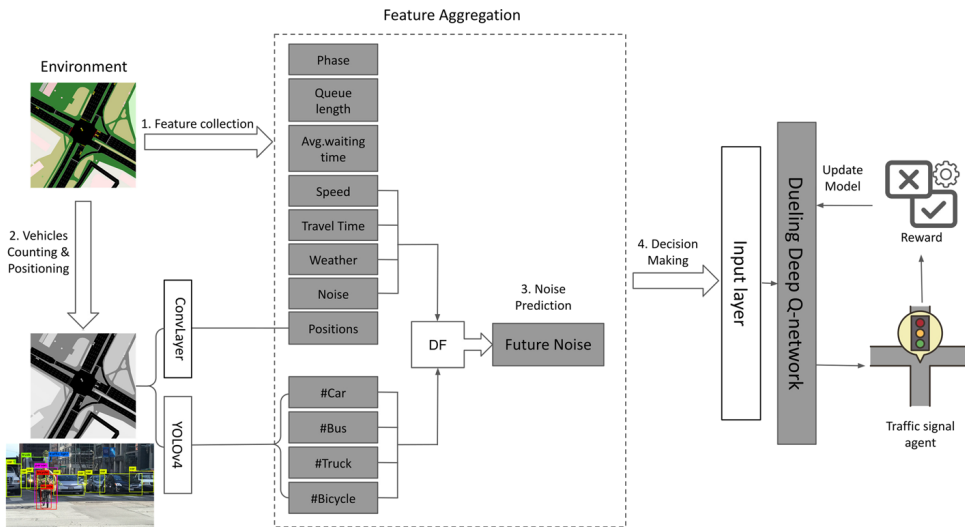 Feature Aggregation
Environment
1. Feature collection
2. Vehicles
Counting &
Positioning
Phase
Queue
length
Avg.waiting
time
Speed
Travel Time
Weather
Noise
Positions
ConvLayer
YOLOv4
#Car
#Bus
#Truck
#Bicycle
DF
3. Noise
Prediction
Future Noise
4. Decision
Making
Input layer
Dueling Deep Q-network
Update
Model
Reward
Traffic signal
agent